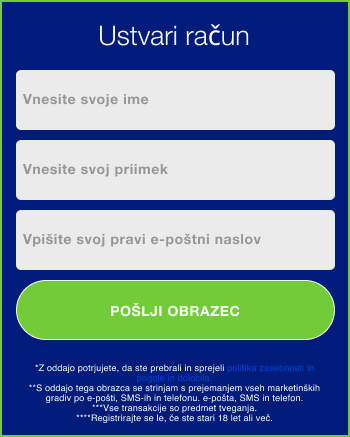 Ustvari račun
Vnesite svoje ime
Vnesite svoj priimek
Vpišite svoj pravi e-poštni naslov
POŠLJI OBRAZEC
*Z oddajo potrjujete, da ste prebrali in sprejeli politika zasebnosti in
pogoje in določila.
**S oddajo tega obrazca se strinjam s prejemanjem vseh marketinških
gradiv po e-pošti, SMS-ih in telefonu. e-pošta, SMS in telefon.
***Vse transakcije so predmet tveganja.
****Registrirajte se le, če ste stari 18 let ali več.